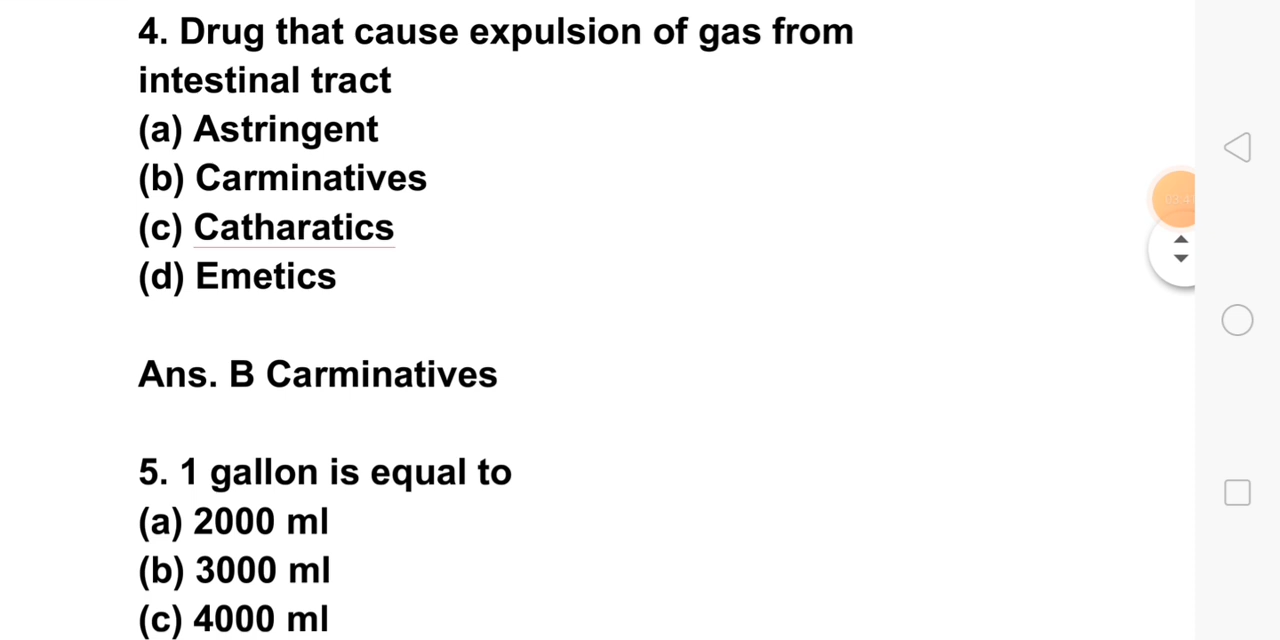 4. Drug that cause expulsion of gas from
intestinal tract
(a) Astringent
(b) Carminatives
(c) Catharatics
(d) Emetics
Ans. B Carminatives
5. 1 gallon is equal to
(a) 2000 ml
(b) 3000 ml
(c) 4000 ml